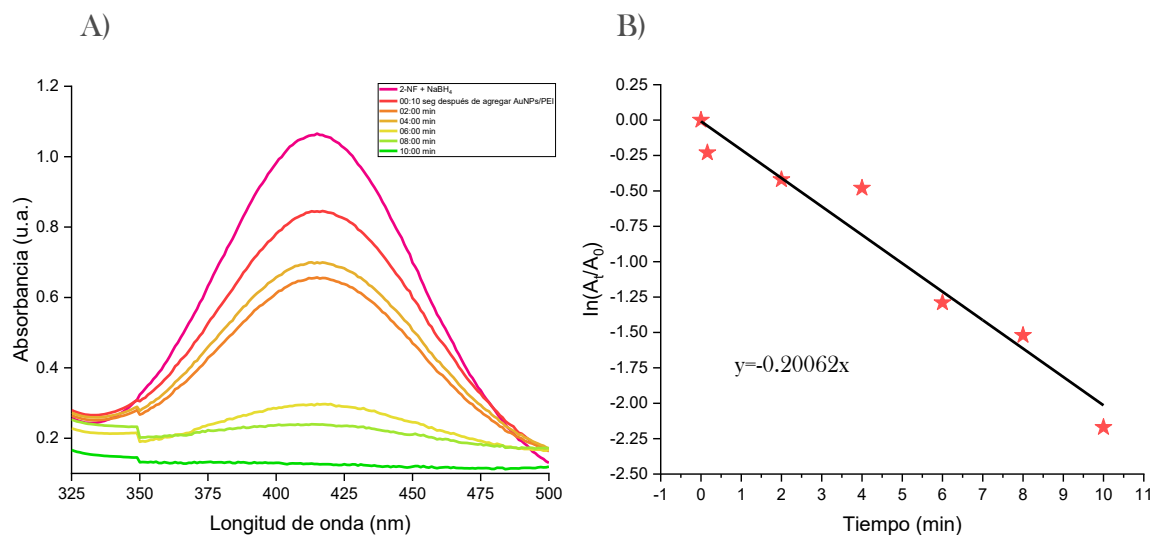 A)
1.2
1.0
0.8
0.6
0.4
0.2
Absorbancia (u.a.)
2-NF + NaBH₄
00:10 seg después de agregar AuNPs/PEI
02:00 min
04:00 min
06:00 min
08:00 min
10:00 min
325 350 375 400 425 450 475 500
Longitud de onda (nm)
B)
0.25
0.00
-0.25
-0.50
-0.75
-1.00
-1.25
-1.50
-1.75
-2.00
-2.25
-2.50
ln(Aₜ/A₀)
y=-0.20062x
-1 0 1 2 3 4 5 6 7 8 9 10 11
Tiempo (min)